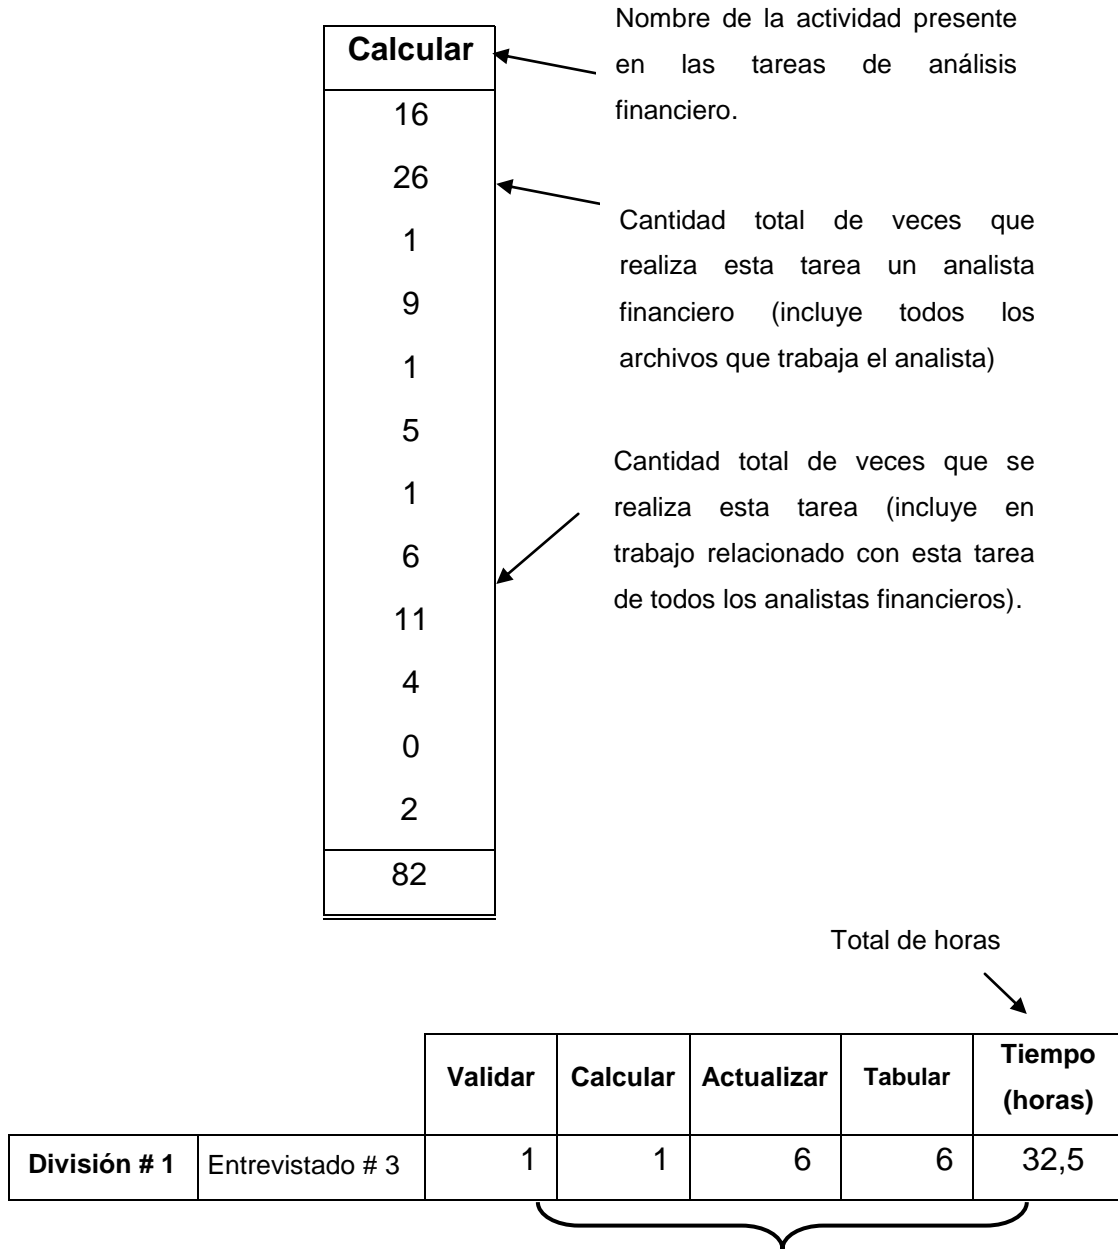 Calcular
16
26
1
9
1
5
1
6
11
4
0
2
82
Nombre de la actividad presente
en las tareas de análisis
financiero.
Cantidad total de veces que
realiza esta tarea un analista
financiero (incluye todos los
archivos que trabaja el analista)
Cantidad total de veces que se
realiza esta tarea (incluye en
trabajo relacionado con esta tarea
de todos los analistas financieros).
Total de horas
Validar Calcular Actualizar Tabular Tiempo
(horas)
División # 1 Entrevistado # 3 1 1 6 6 32,5